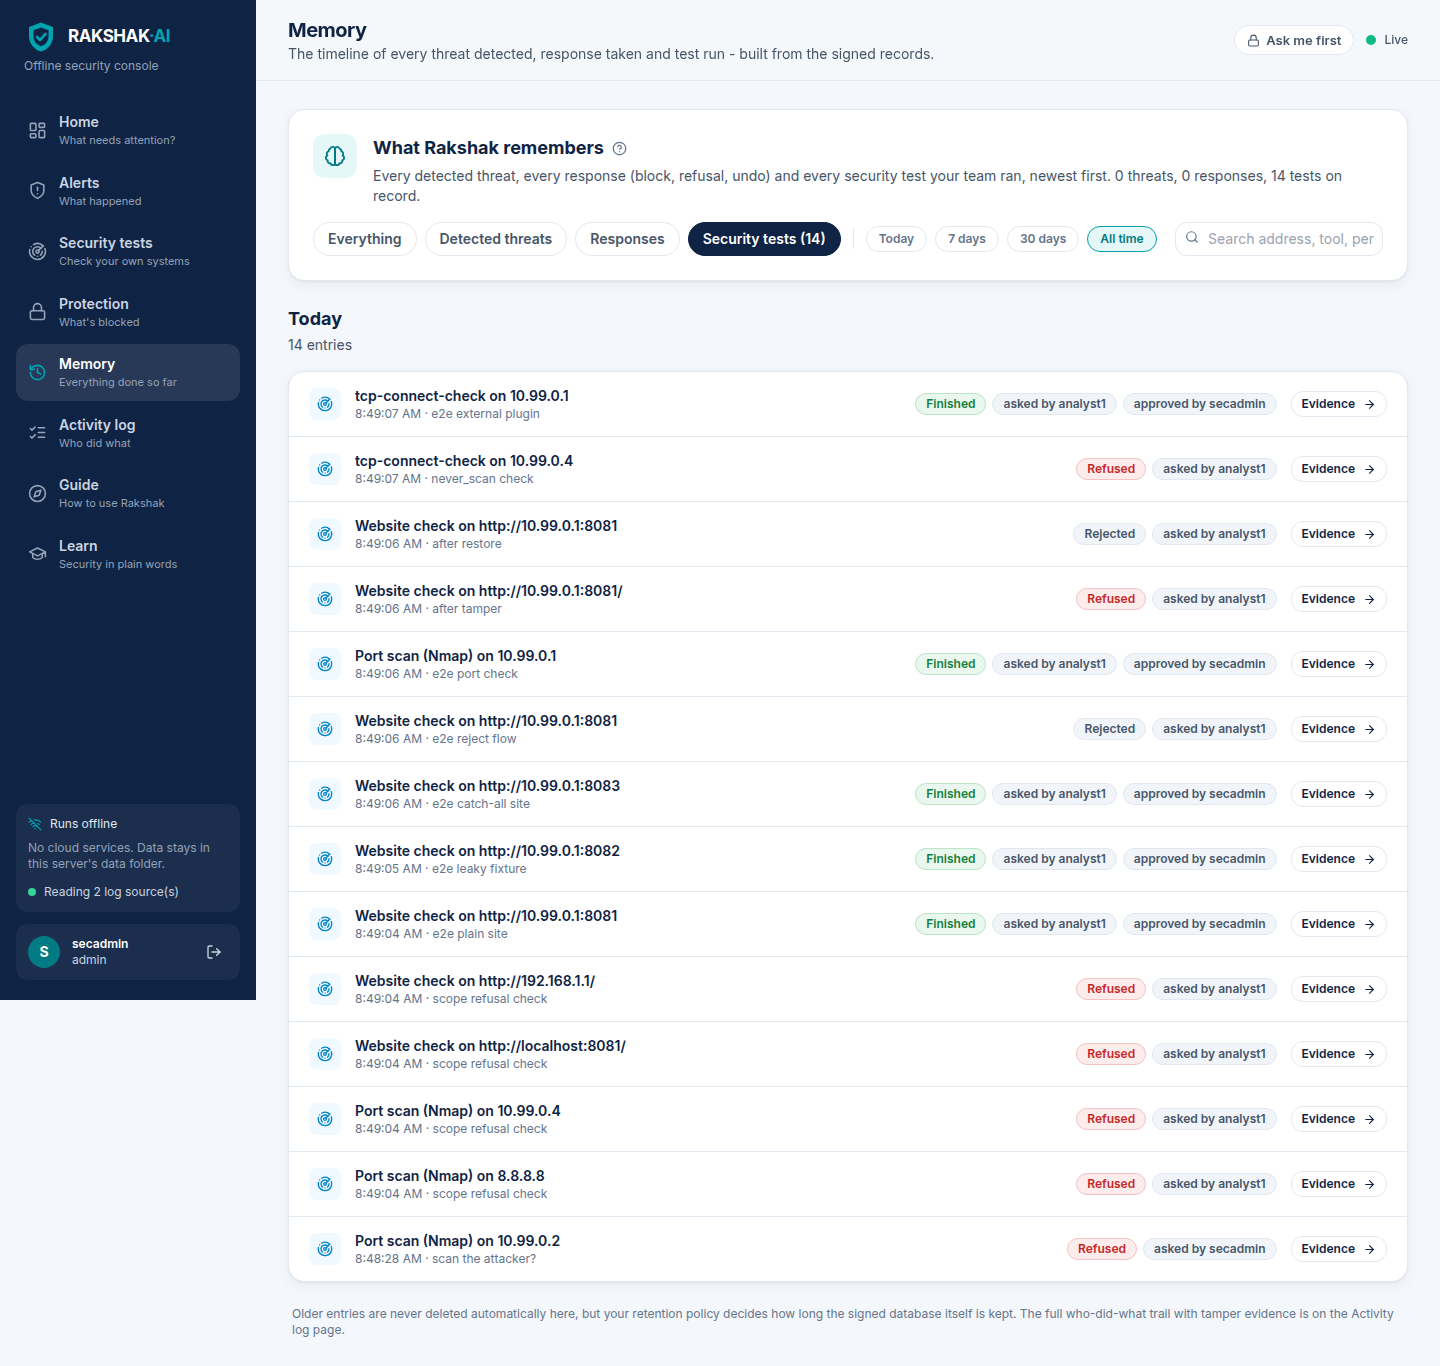 RAKSHAK·AI
Offline security console
Home
What needs attention?
Alerts
What happened
Security tests
Check your own systems
Protection
What's blocked
Memory
Everything done so far
Activity log
Who did what
Guide
How to use Rakshak
Learn
Security in plain words
Runs offline
No cloud services. Data stays in
this server's data folder.
Reading 2 log source(s)
S
secadmin
admin
Memory
The timeline of every threat detected, response taken and test run - built from the signed records.
Ask me first
Live
What Rakshak remembers
Every detected threat, every response (block, refusal, undo) and every security test your team ran, newest first. 0 threats, 0 responses, 14 tests on
record.
Everything Detected threats Responses Security tests (14) Today 7 days 30 days All time Search address, tool, per
Today
14 entries
tcp-connect-check on 10.99.0.1
8:49:07 AM · e2e external plugin
Finished asked by analyst1 approved by secadmin Evidence →
tcp-connect-check on 10.99.0.4
8:49:07 AM · never_scan check
Refused asked by analyst1 Evidence →
Website check on http://10.99.0.1:8081
8:49:06 AM · after restore
Rejected asked by analyst1 Evidence →
Website check on http://10.99.0.1:8081/
8:49:06 AM · after tamper
Refused asked by analyst1 Evidence →
Port scan (Nmap) on 10.99.0.1
8:49:06 AM · e2e port check
Finished asked by analyst1 approved by secadmin Evidence →
Website check on http://10.99.0.1:8081
8:49:06 AM · e2e reject flow
Rejected asked by analyst1 Evidence →
Website check on http://10.99.0.1:8083
8:49:06 AM · e2e catch-all site
Finished asked by analyst1 approved by secadmin Evidence →
Website check on http://10.99.0.1:8082
8:49:05 AM · e2e leaky fixture
Finished asked by analyst1 approved by secadmin Evidence →
Website check on http://10.99.0.1:8081
8:49:04 AM · e2e plain site
Finished asked by analyst1 approved by secadmin Evidence →
Website check on http://192.168.1.1/
8:49:04 AM · scope refusal check
Refused asked by analyst1 Evidence →
Website check on http://localhost:8081/
8:49:04 AM · scope refusal check
Refused asked by analyst1 Evidence →
Port scan (Nmap) on 10.99.0.4
8:49:04 AM · scope refusal check
Refused asked by analyst1 Evidence →
Port scan (Nmap) on 8.8.8.8
8:49:04 AM · scope refusal check
Refused asked by analyst1 Evidence →
Port scan (Nmap) on 10.99.0.2
8:48:28 AM · scan the attacker?
Refused asked by secadmin Evidence →
Older entries are never deleted automatically here, but your retention policy decides how long the signed database itself is kept. The full who-did-what trail with tamper evidence is on the Activity
log page.